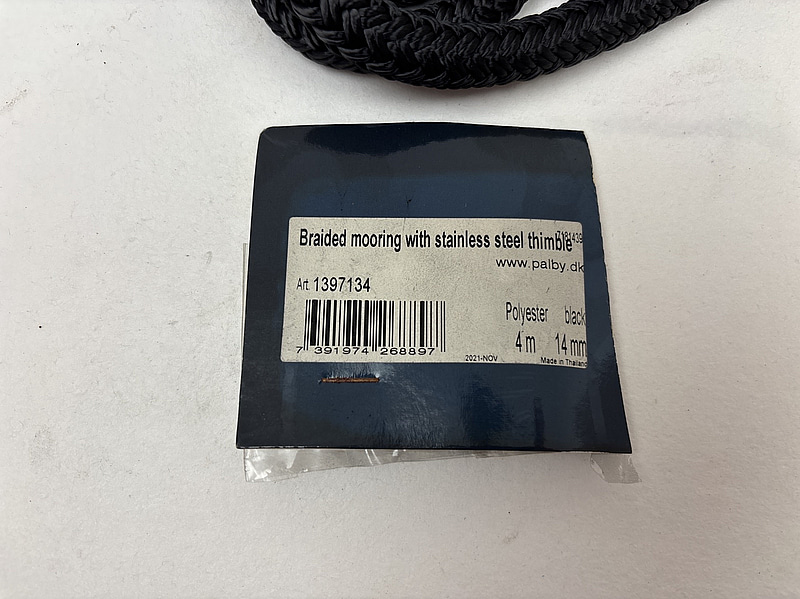 Braided mooring with stainless steel thimble
www.palby.dk
Art. 1397134
Polyester black
7 391974 268897
4 m 14 mm
2021-NOV
Made in Thailand